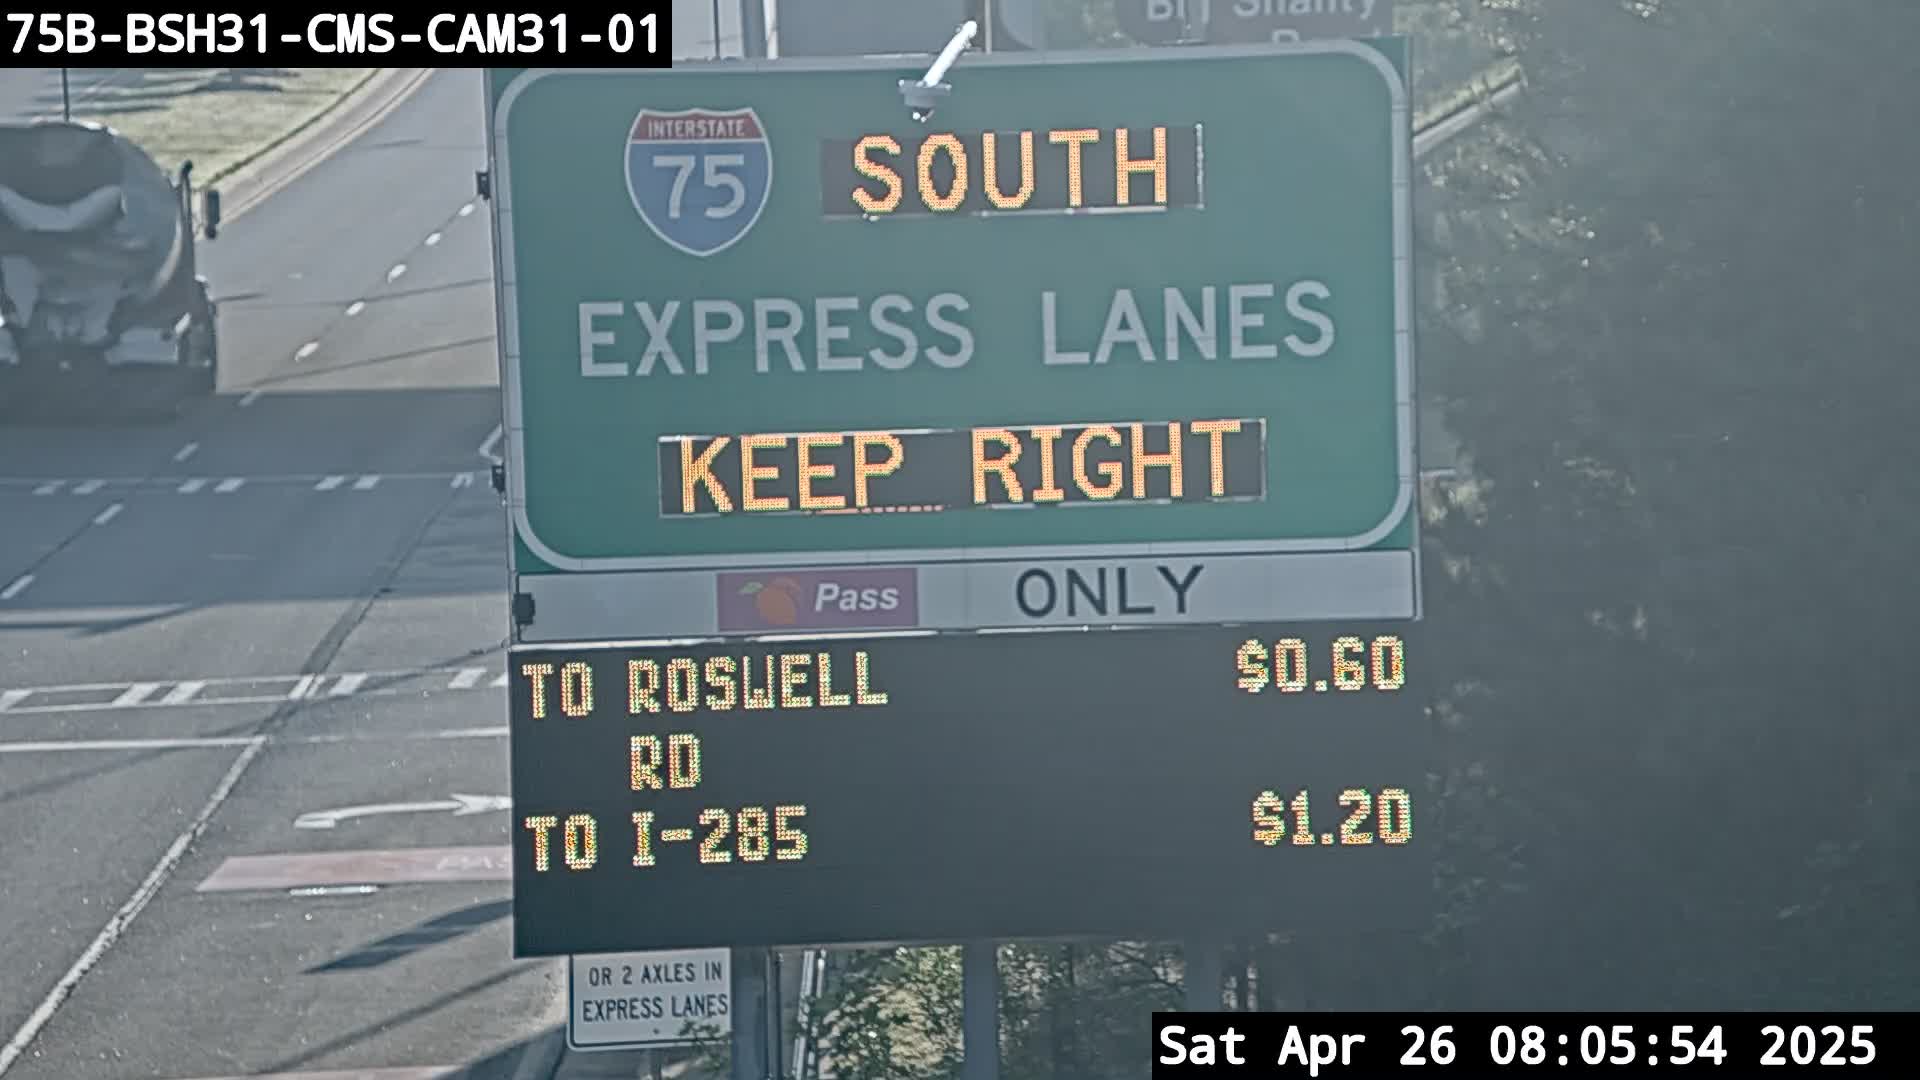 75B-BSH31-CMS-CAM31-01
Shanty
INTERSTATE
75
SOUTH
EXPRESS LANES
KEEP RIGHT
Pass ONLY
TO ROSWELL $0.60
RD
TO I-285 $1.20
OR 2 AXLES IN
EXPRESS LANES
Sat Apr 26 08:05:54 2025